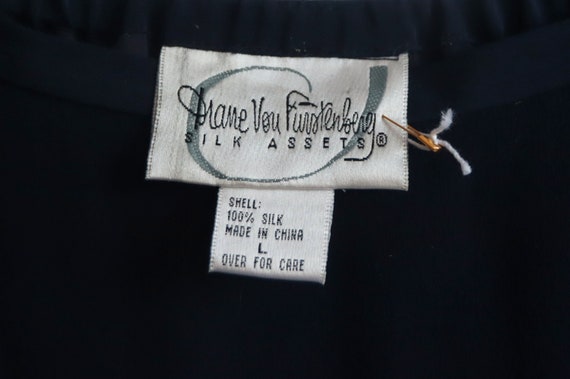 Diane Von Furstenberg
SILK ASSETS®
SHELL:
100% SILK
MADE IN CHINA
L
OVER FOR CARE